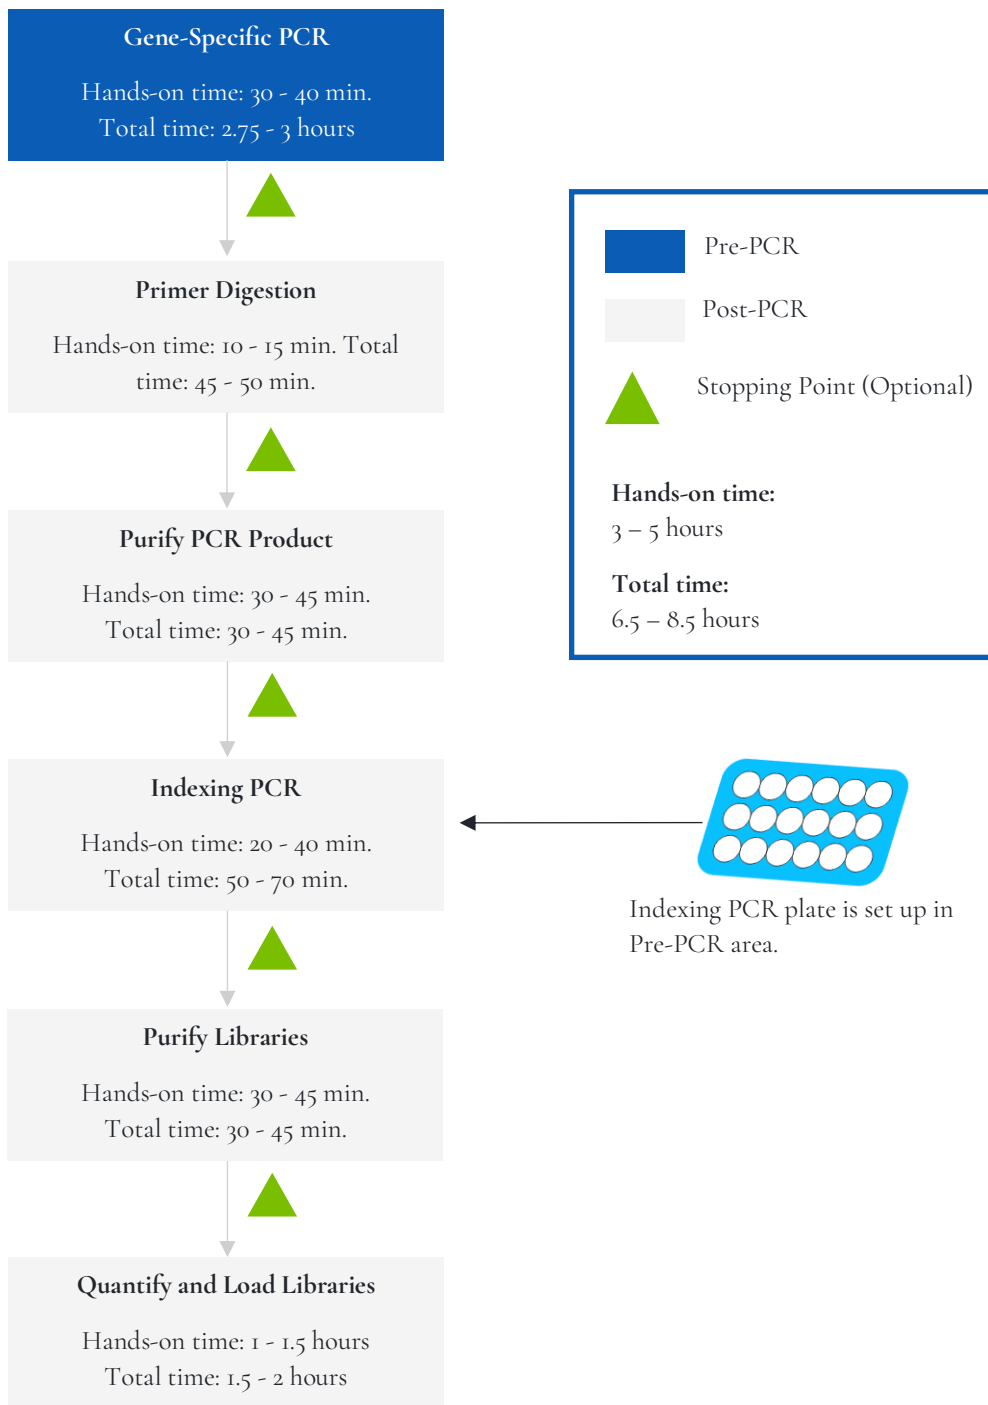 Gene-Specific PCR
Hands-on time: 30 - 40 min.
Total time: 2.75 - 3 hours
Primer Digestion
Hands-on time: 10 - 15 min. Total
time: 45 - 50 min.
Purify PCR Product
Hands-on time: 30 - 45 min.
Total time: 30 - 45 min.
Indexing PCR
Hands-on time: 20 - 40 min.
Total time: 50 - 70 min.
Purify Libraries
Hands-on time: 30 - 45 min.
Total time: 30 - 45 min.
Quantify and Load Libraries
Hands-on time: 1 - 1.5 hours
Total time: 1.5 - 2 hours
Pre-PCR
Post-PCR
Stopping Point (Optional)
Hands-on time:
3 – 5 hours
Total time:
6.5 – 8.5 hours
Indexing PCR plate is set up in
Pre-PCR area.